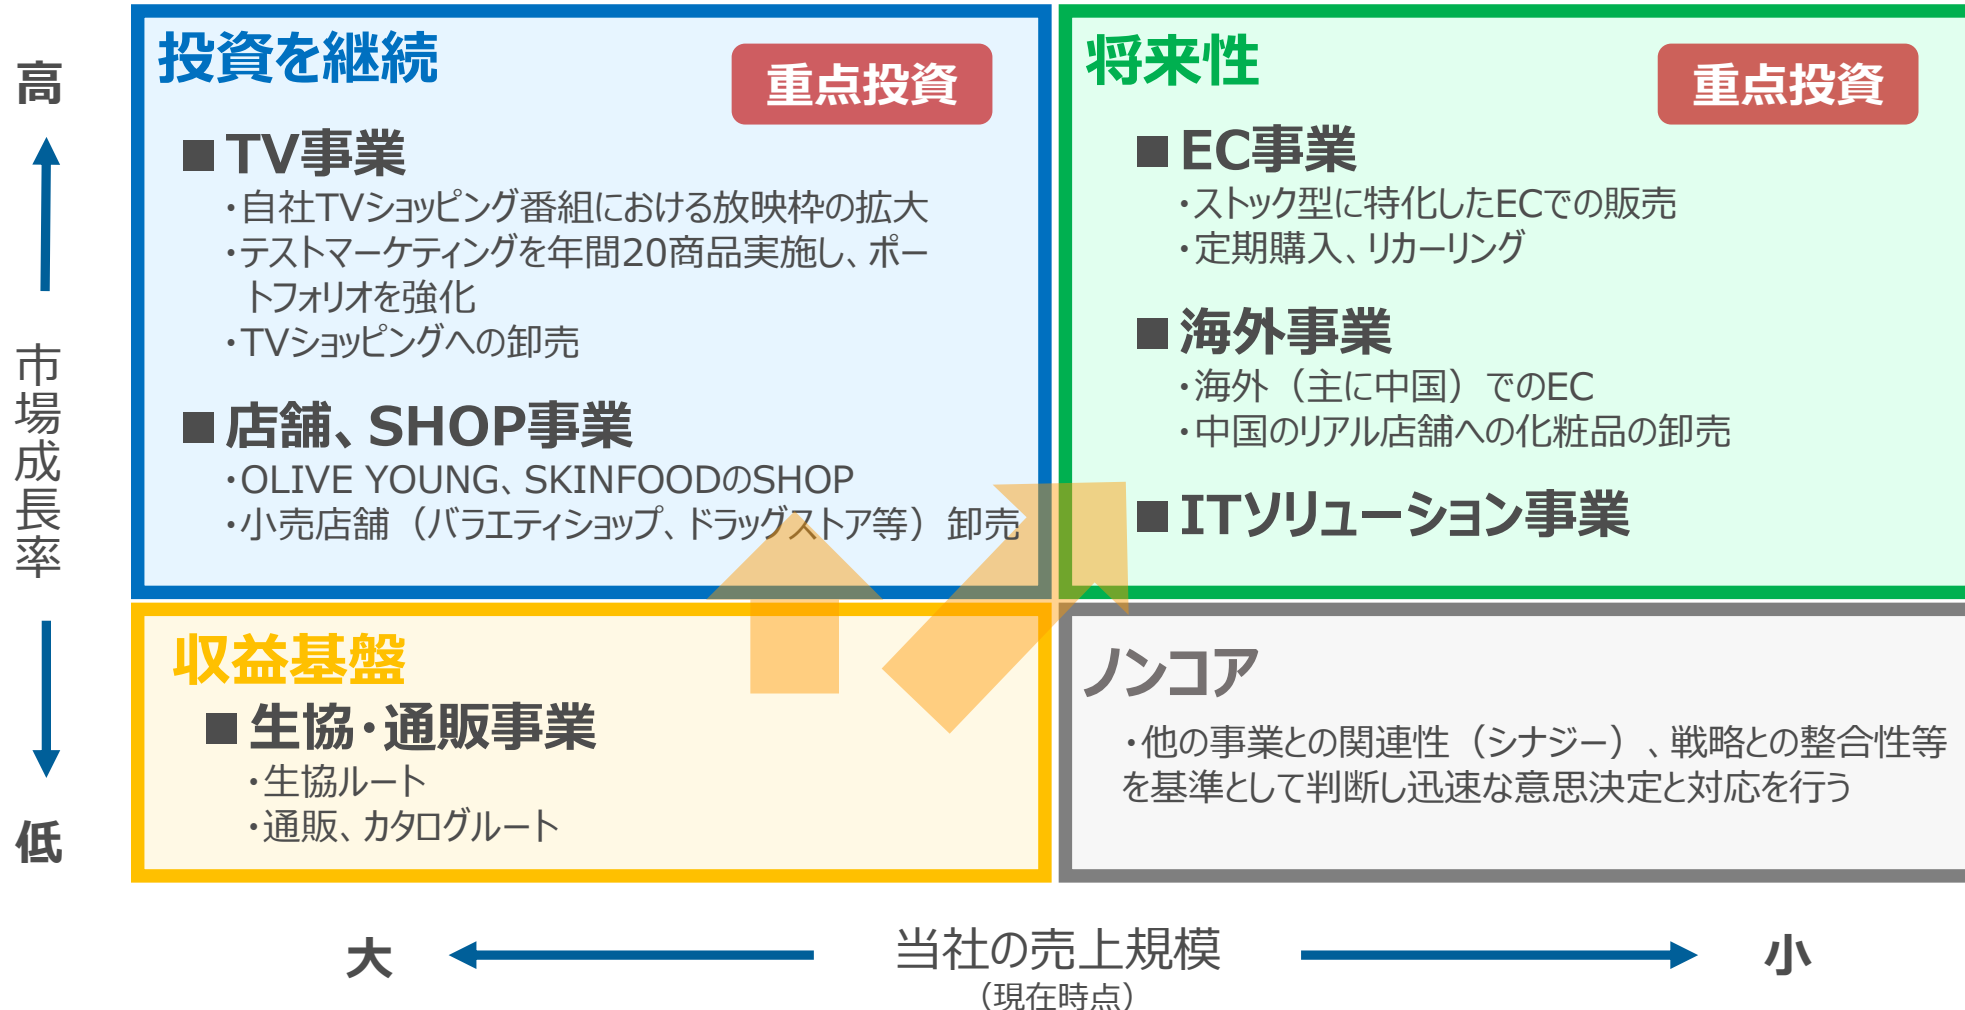 高
市場成長率
低
投資を継続
重点投資
■TV事業
・自社TVショッピング番組における放映枠の拡大
・テストマーケティングを年間20商品実施し、ポー
トフォリオを強化
・TVショッピングへの卸売
■店舗、SHOP事業
・OLIVE YOUNG、SKINFOODのSHOP
・小売店舗（バラエティショップ、ドラッグストア等）卸売
将来性
重点投資
■EC事業
・ストック型に特化したECでの販売
・定期購入、リカーリング
■海外事業
・海外（主に中国）でのEC
・中国のリアル店舗への化粧品の卸売
■ITソリューション事業
収益基盤
■生協・通販事業
・生協ルート
・通販、カタログルート
ノンコア
・他の事業との関連性（シナジー）、戦略との整合性等
を基準として判断し迅速な意思決定と対応を行う
大
当社の売上規模
（現在時点）
小